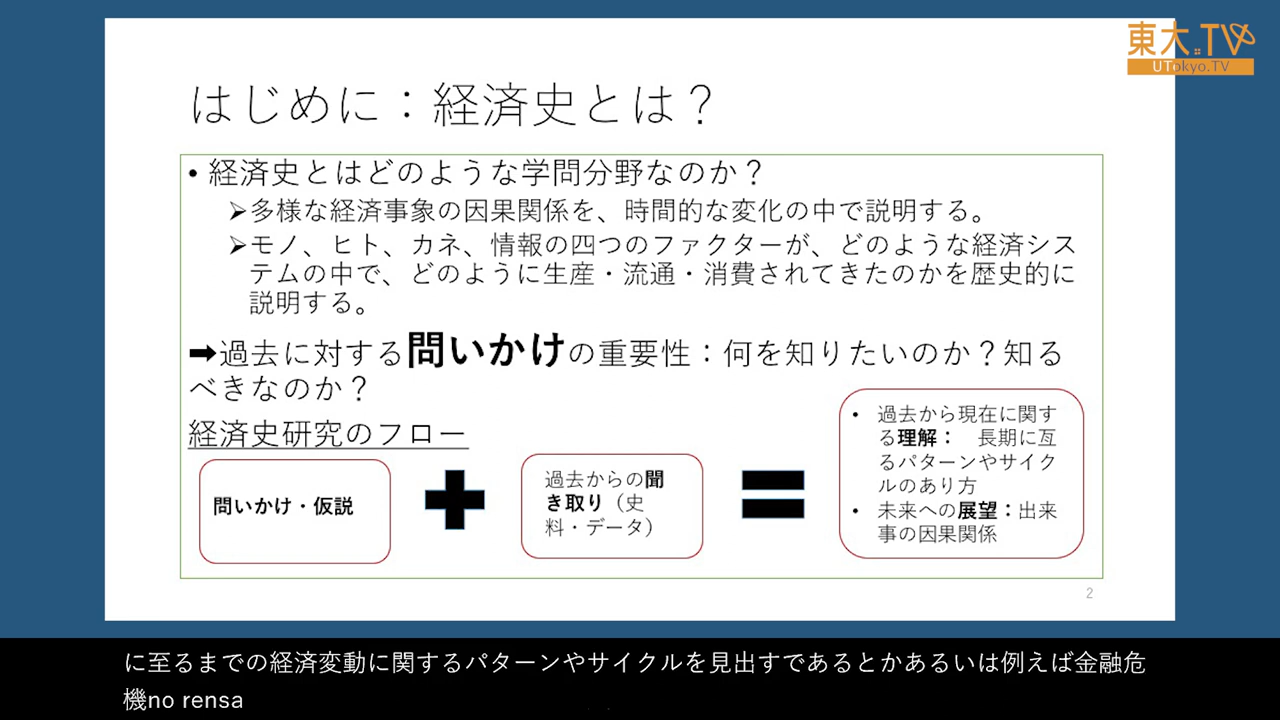 東大.TV
UTokyo.TV
はじめに：経済史とは？
• 経済史とはどのような学問分野なのか？
➢多様な経済事象の因果関係を、時間的な変化の中で説明する。
➢モノ、ヒト、カネ、情報の四つのファクターが、どのような経済シス
テムの中で、どのように生産・流通・消費されてきたのかを歴史的に
説明する。
➡過去に対する問いかけの重要性：何を知りたいのか？知る
べきなのか？
経済史研究のフロー
問いかけ・仮説
過去からの聞
き取り（史
料・データ）
• 過去から現在に関す
る理解：　長期に亙
るパターンやサイク
ルのあり方
• 未来への展望：出来
事の因果関係
2
に至るまでの経済変動に関するパターンやサイクルを見出すであるとかあるいは例えば金融危
機no rensa